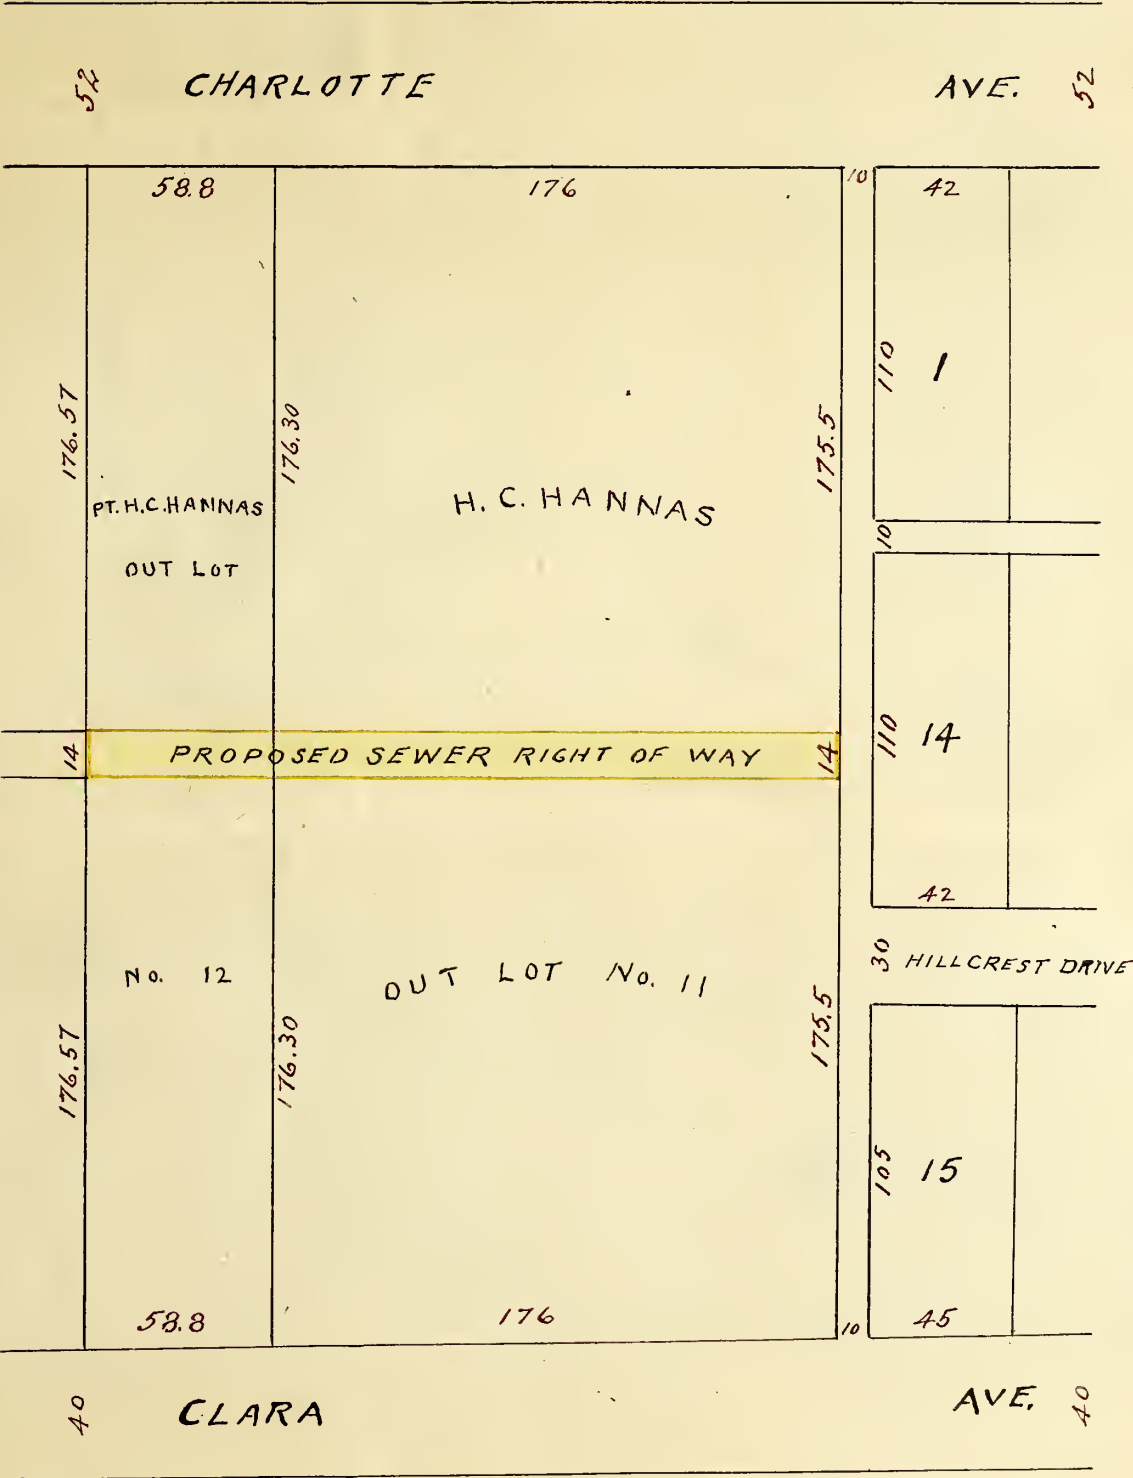 52 CHARLOTTE AVE. 52
58.8 176 10 42
110 1
176.57 176.30 175.5
PT. H.C. HANNAS
OUT LOT
H. C. HANNAS
10
14 PROPOSED SEWER RIGHT OF WAY 14
110 14
42
30 HILLCREST DRIVE
No. 12
OUT LOT No. 11
176.57 176.30 175.5
105 15
58.8 176 10 45
40 CLARA AVE. 40